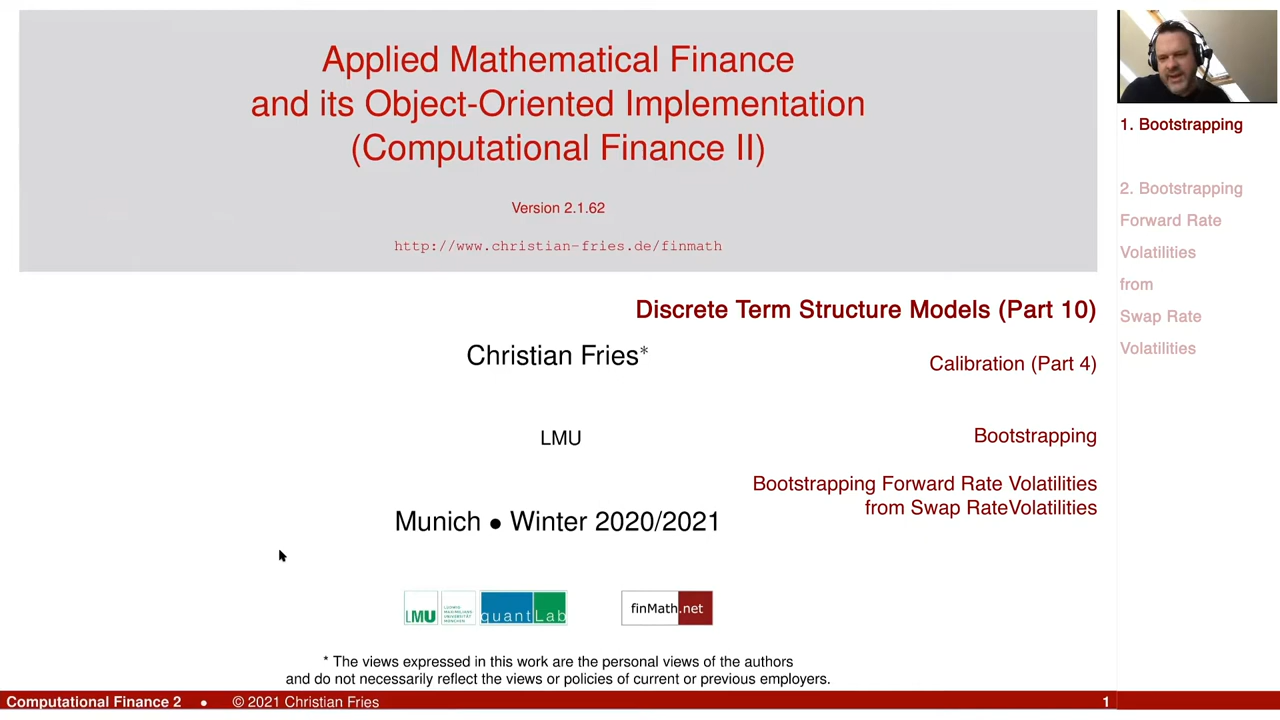 Applied Mathematical Finance
and its Object-Oriented Implementation
(Computational Finance II)
Version 2.1.62
http://www.christian-fries.de/finmath
Discrete Term Structure Models (Part 10)
Christian Fries*
Calibration (Part 4)
LMU
Bootstrapping
Bootstrapping Forward Rate Volatilities
from Swap RateVolatilities
Munich • Winter 2020/2021
LMU
LUDWIG
MAXIMILIANS
UNIVERSITÄT
MÜNCHEN
quantLab
finMath.net
* The views expressed in this work are the personal views of the authors
and do not necessarily reflect the views or policies of current or previous employers.
1. Bootstrapping
2. Bootstrapping
Forward Rate
Volatilities
from
Swap Rate
Volatilities
Computational Finance 2 • © 2021 Christian Fries 1